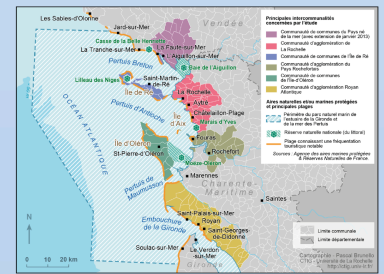 Les Sables-d'Olonne
Jard-sur-Mer
Vendée
Casse de la Belle Henriette
La Faute-sur-Mer
La Tranche-sur-Mer
L'Aiguillon-sur-Mer
Pertuis Breton
Baie de l'Aiguillon
Lilleau des Niges
Saint-Martin-
de-Ré
Île de Ré
La Rochelle
Aytré
Châtelaillon-Plage
Pertuis d'Antioche
Île
d'Aix
Marais d'Yves
Fouras
Île d'Oléron
Rochefort
St-Pierre-d'Oléron
Moëze-Oléron
OCÉAN ATLANTIQUE
Marennes
Charente-
Maritime
Pertuis de
Maumusson
Saintes
Saint-Palais-sur-Mer
Embouchure
de la Gironde
Royan
Saint-Georges-
de-Didonne
Soulac-sur-Mer
Le Verdon
-sur-Mer
Gironde
N
0 10 20 km
Principales intercommunalités
concernées par l'étude
Communauté de communes du Pays né
de la mer (avec extension de janvier 2013)
Communauté d'agglomération de
La Rochelle
Communauté de communes de l'île de Ré
Communauté d'agglomération du
Pays Rochefortais
Communauté de communes
de l'île d'Oléron
Communauté d'agglomération Royan
Atlantique
Aires naturelles et/ou marines protégées
et principales plages
Périmètre du parc naturel marin de
l'estuaire de la Gironde et
de la mer des Pertuis
Réserve naturelle nationale (du littoral)
Plage connaissant une fréquentation
touristique notable
Sources : Agence des aires marines protégées
& Réserves Naturelles de France.
Limite communale
Limite départementale
Cartographie - Pascal Brunello